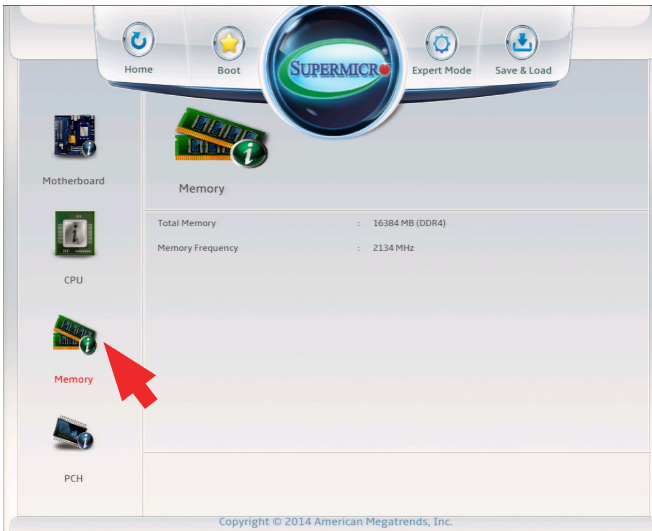 Home
Boot
SUPERMICRO
Expert Mode
Save & Load
Motherboard
CPU
Memory
PCH
Memory
Total Memory : 16384 MB (DDR4)
Memory Frequency : 2134 MHz
Copyright © 2014 American Megatrends, Inc.